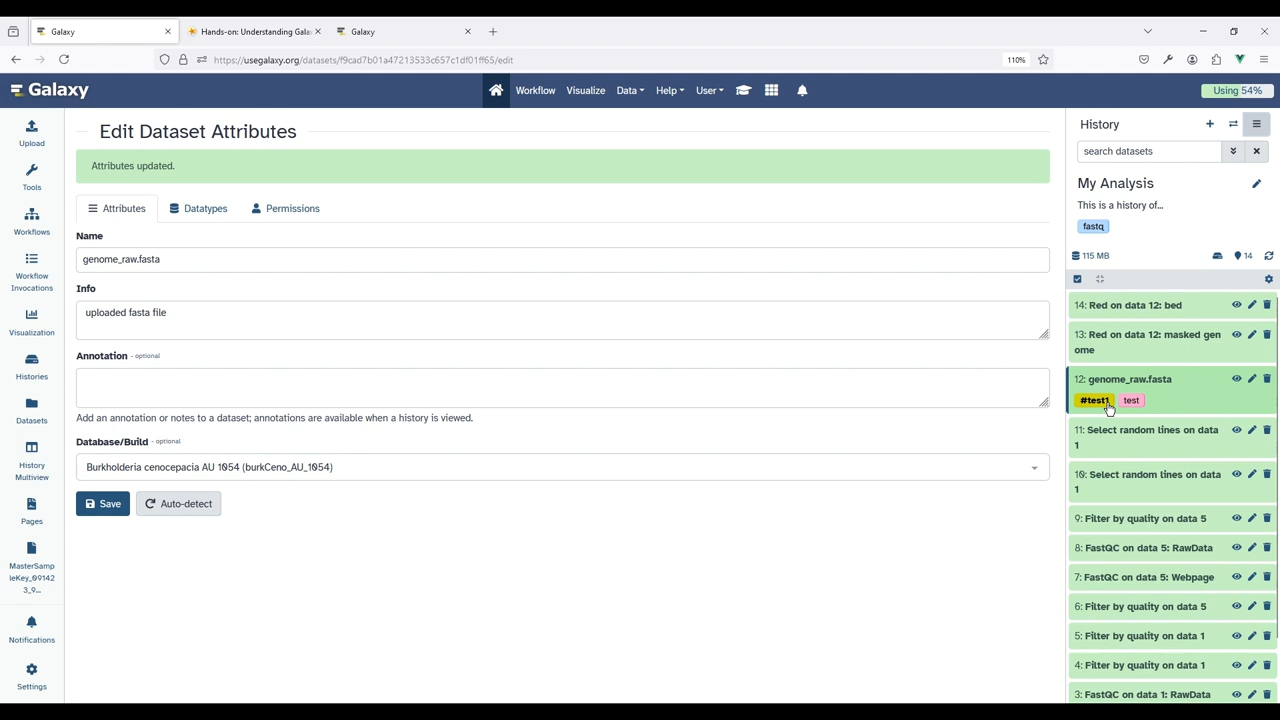 Galaxy
Hands-on: Understanding Gala
Galaxy
https://usegalaxy.org/datasets/f9cad7b01a47213533c657c1df01ff65/edit
110%
Galaxy
Workflow
Visualize
Data
Help
User
Using 54%
Upload
Tools
Workflows
Workflow
Invocations
Visualization
Histories
Datasets
History
Multiview
Pages
MasterSamp
leKey_09142
3_9...
Notifications
Settings
Edit Dataset Attributes
Attributes updated.
Attributes
Datatypes
Permissions
Name
genome_raw.fasta
Info
uploaded fasta file
Annotation - optional
Add an annotation or notes to a dataset; annotations are available when a history is viewed.
Database/Build - optional
Burkholderia cenocepacia AU 1054 (burkCeno_AU_1054)
Save
Auto-detect
History
search datasets
My Analysis
This is a history of...
fastq
115 MB
14
14: Red on data 12: bed
13: Red on data 12: masked gen
ome
12: genome_raw.fasta
#test1
test
11: Select random lines on data
1
10: Select random lines on data
1
9: Filter by quality on data 5
8: FastQC on data 5: RawData
7: FastQC on data 5: Webpage
6: Filter by quality on data 5
5: Filter by quality on data 1
4: Filter by quality on data 1
3: FastQC on data 1: RawData